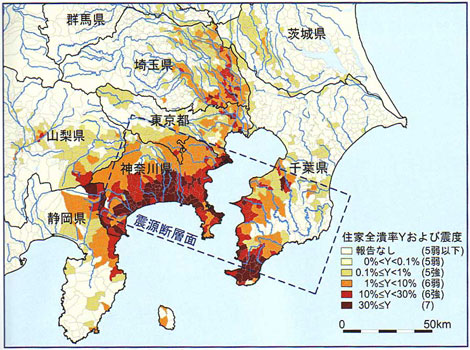 群馬県
茨城県
埼玉県
東京都
山梨県
神奈川県
千葉県
静岡県
震源断層面
住家全潰率Yおよび震度
報告なし (5弱以下)
0%<Y<0.1% (5弱)
0.1%≤Y<1% (5強)
1%≤Y<10% (6弱)
10%≤Y<30% (6強)
30%≤Y (7)
0 50km